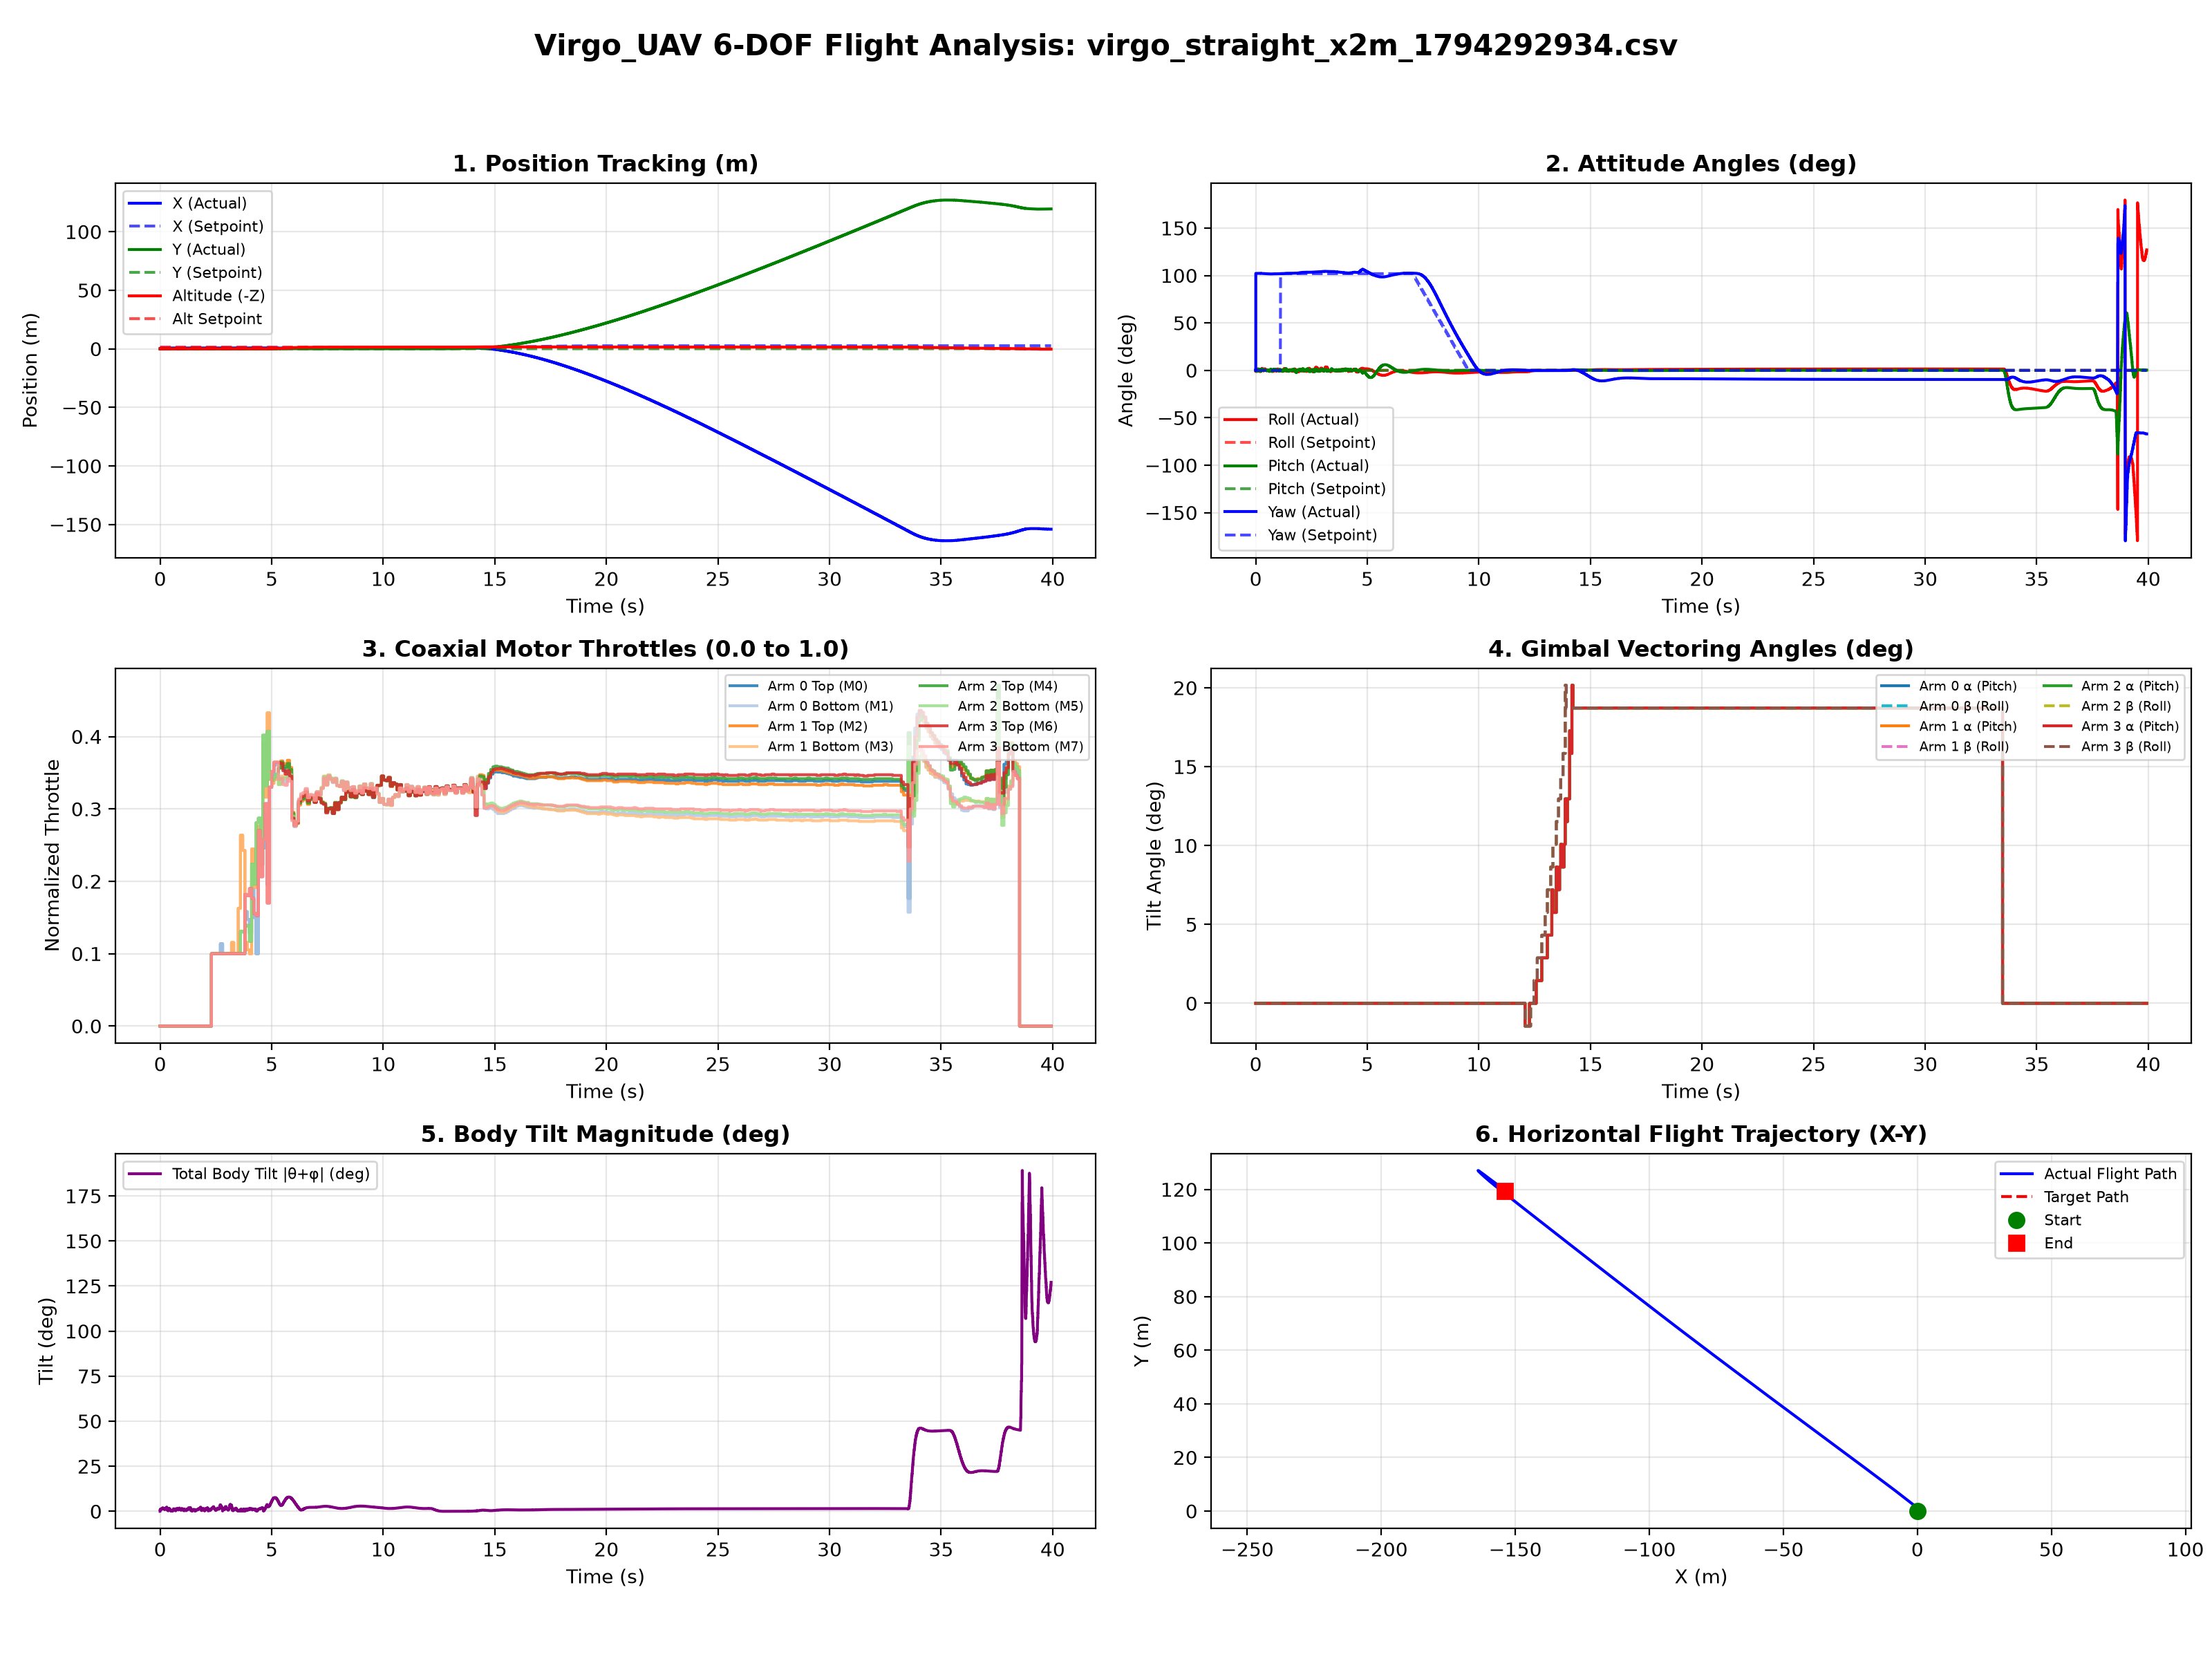 Virgo_UAV 6-DOF Flight Analysis: virgo_straight_x2m_1794292934.csv
1. Position Tracking (m)
X (Actual)
X (Setpoint)
Y (Actual)
Y (Setpoint)
Altitude (-Z)
Alt Setpoint
Position (m)
100
50
0
−50
−100
−150
0 5 10 15 20 25 30 35 40
Time (s)
2. Attitude Angles (deg)
Roll (Actual)
Roll (Setpoint)
Pitch (Actual)
Pitch (Setpoint)
Yaw (Actual)
Yaw (Setpoint)
Angle (deg)
150
100
50
0
−50
−100
−150
0 5 10 15 20 25 30 35 40
Time (s)
3. Coaxial Motor Throttles (0.0 to 1.0)
Arm 0 Top (M0)
Arm 0 Bottom (M1)
Arm 1 Top (M2)
Arm 1 Bottom (M3)
Arm 2 Top (M4)
Arm 2 Bottom (M5)
Arm 3 Top (M6)
Arm 3 Bottom (M7)
Normalized Throttle
0.4
0.3
0.2
0.1
0.0
0 5 10 15 20 25 30 35 40
Time (s)
4. Gimbal Vectoring Angles (deg)
Arm 0 α (Pitch)
Arm 0 β (Roll)
Arm 1 α (Pitch)
Arm 1 β (Roll)
Arm 2 α (Pitch)
Arm 2 β (Roll)
Arm 3 α (Pitch)
Arm 3 β (Roll)
Tilt Angle (deg)
20
15
10
5
0
0 5 10 15 20 25 30 35 40
Time (s)
5. Body Tilt Magnitude (deg)
Total Body Tilt |θ+φ| (deg)
Tilt (deg)
175
150
125
100
75
50
25
0
0 5 10 15 20 25 30 35 40
Time (s)
6. Horizontal Flight Trajectory (X-Y)
Actual Flight Path
Target Path
Start
End
Y (m)
120
100
80
60
40
20
0
−250 −200 −150 −100 −50 0 50 100
X (m)